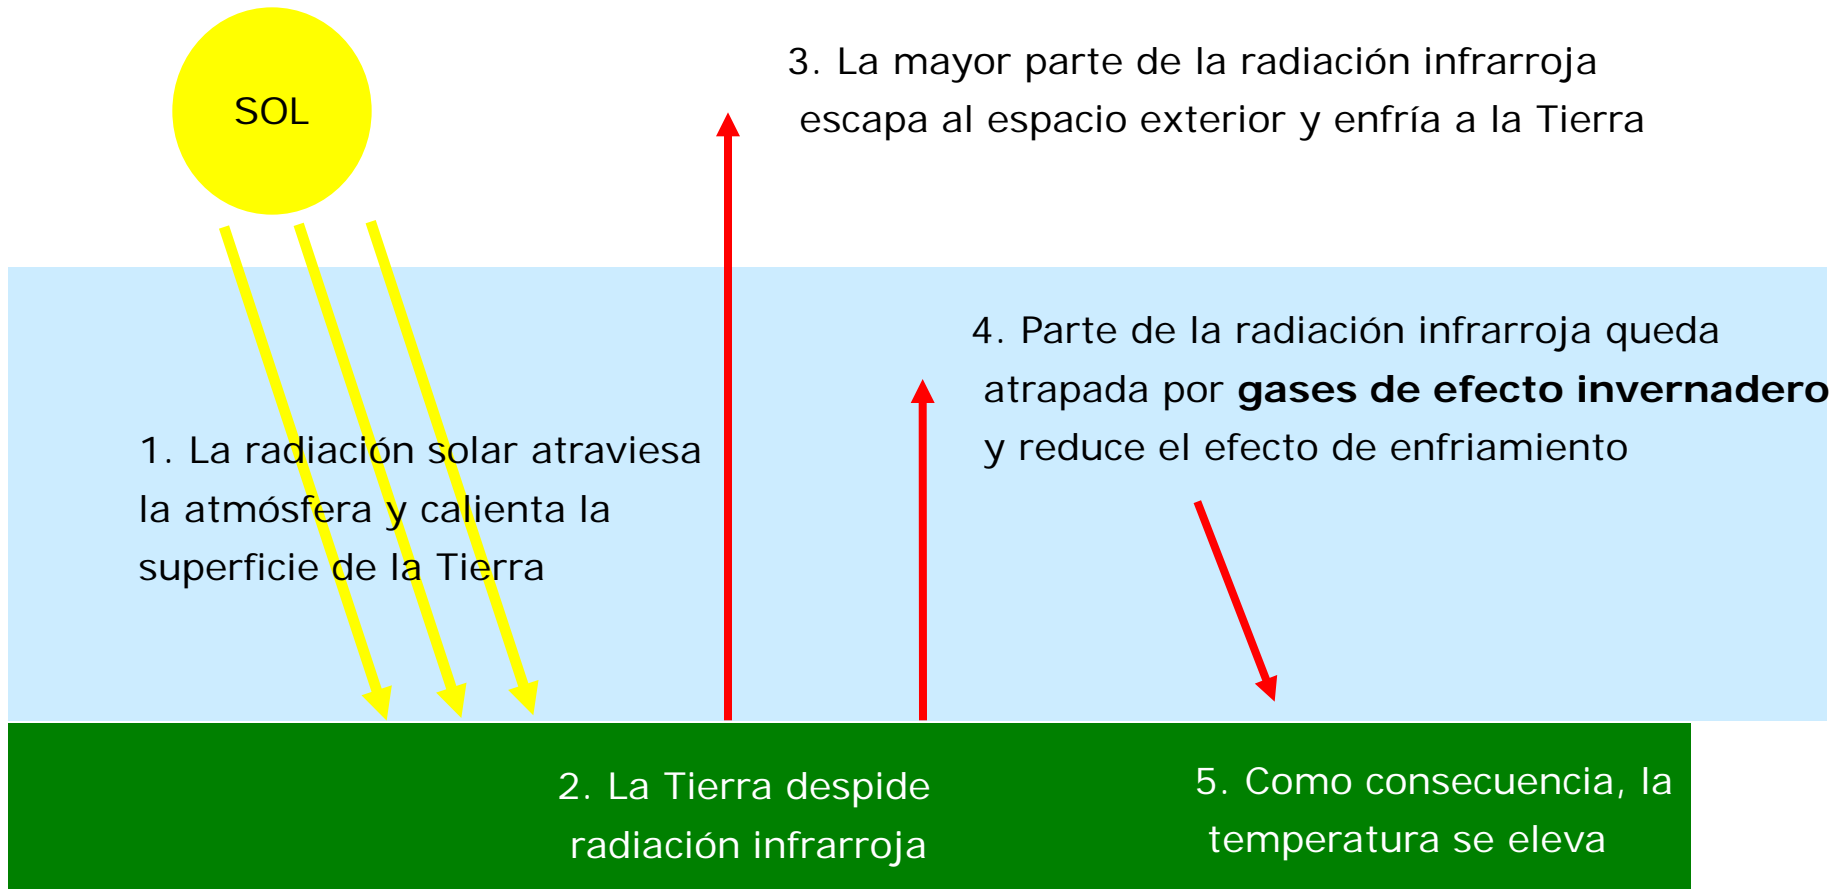 SOL
1. La radiación solar atraviesa
la atmósfera y calienta la
superficie de la Tierra
2. La Tierra despide
radiación infrarroja
3. La mayor parte de la radiación infrarroja
escapa al espacio exterior y enfría a la Tierra
4. Parte de la radiación infrarroja queda
atrapada por gases de efecto invernadero
y reduce el efecto de enfriamiento
5. Como consecuencia, la
temperatura se eleva